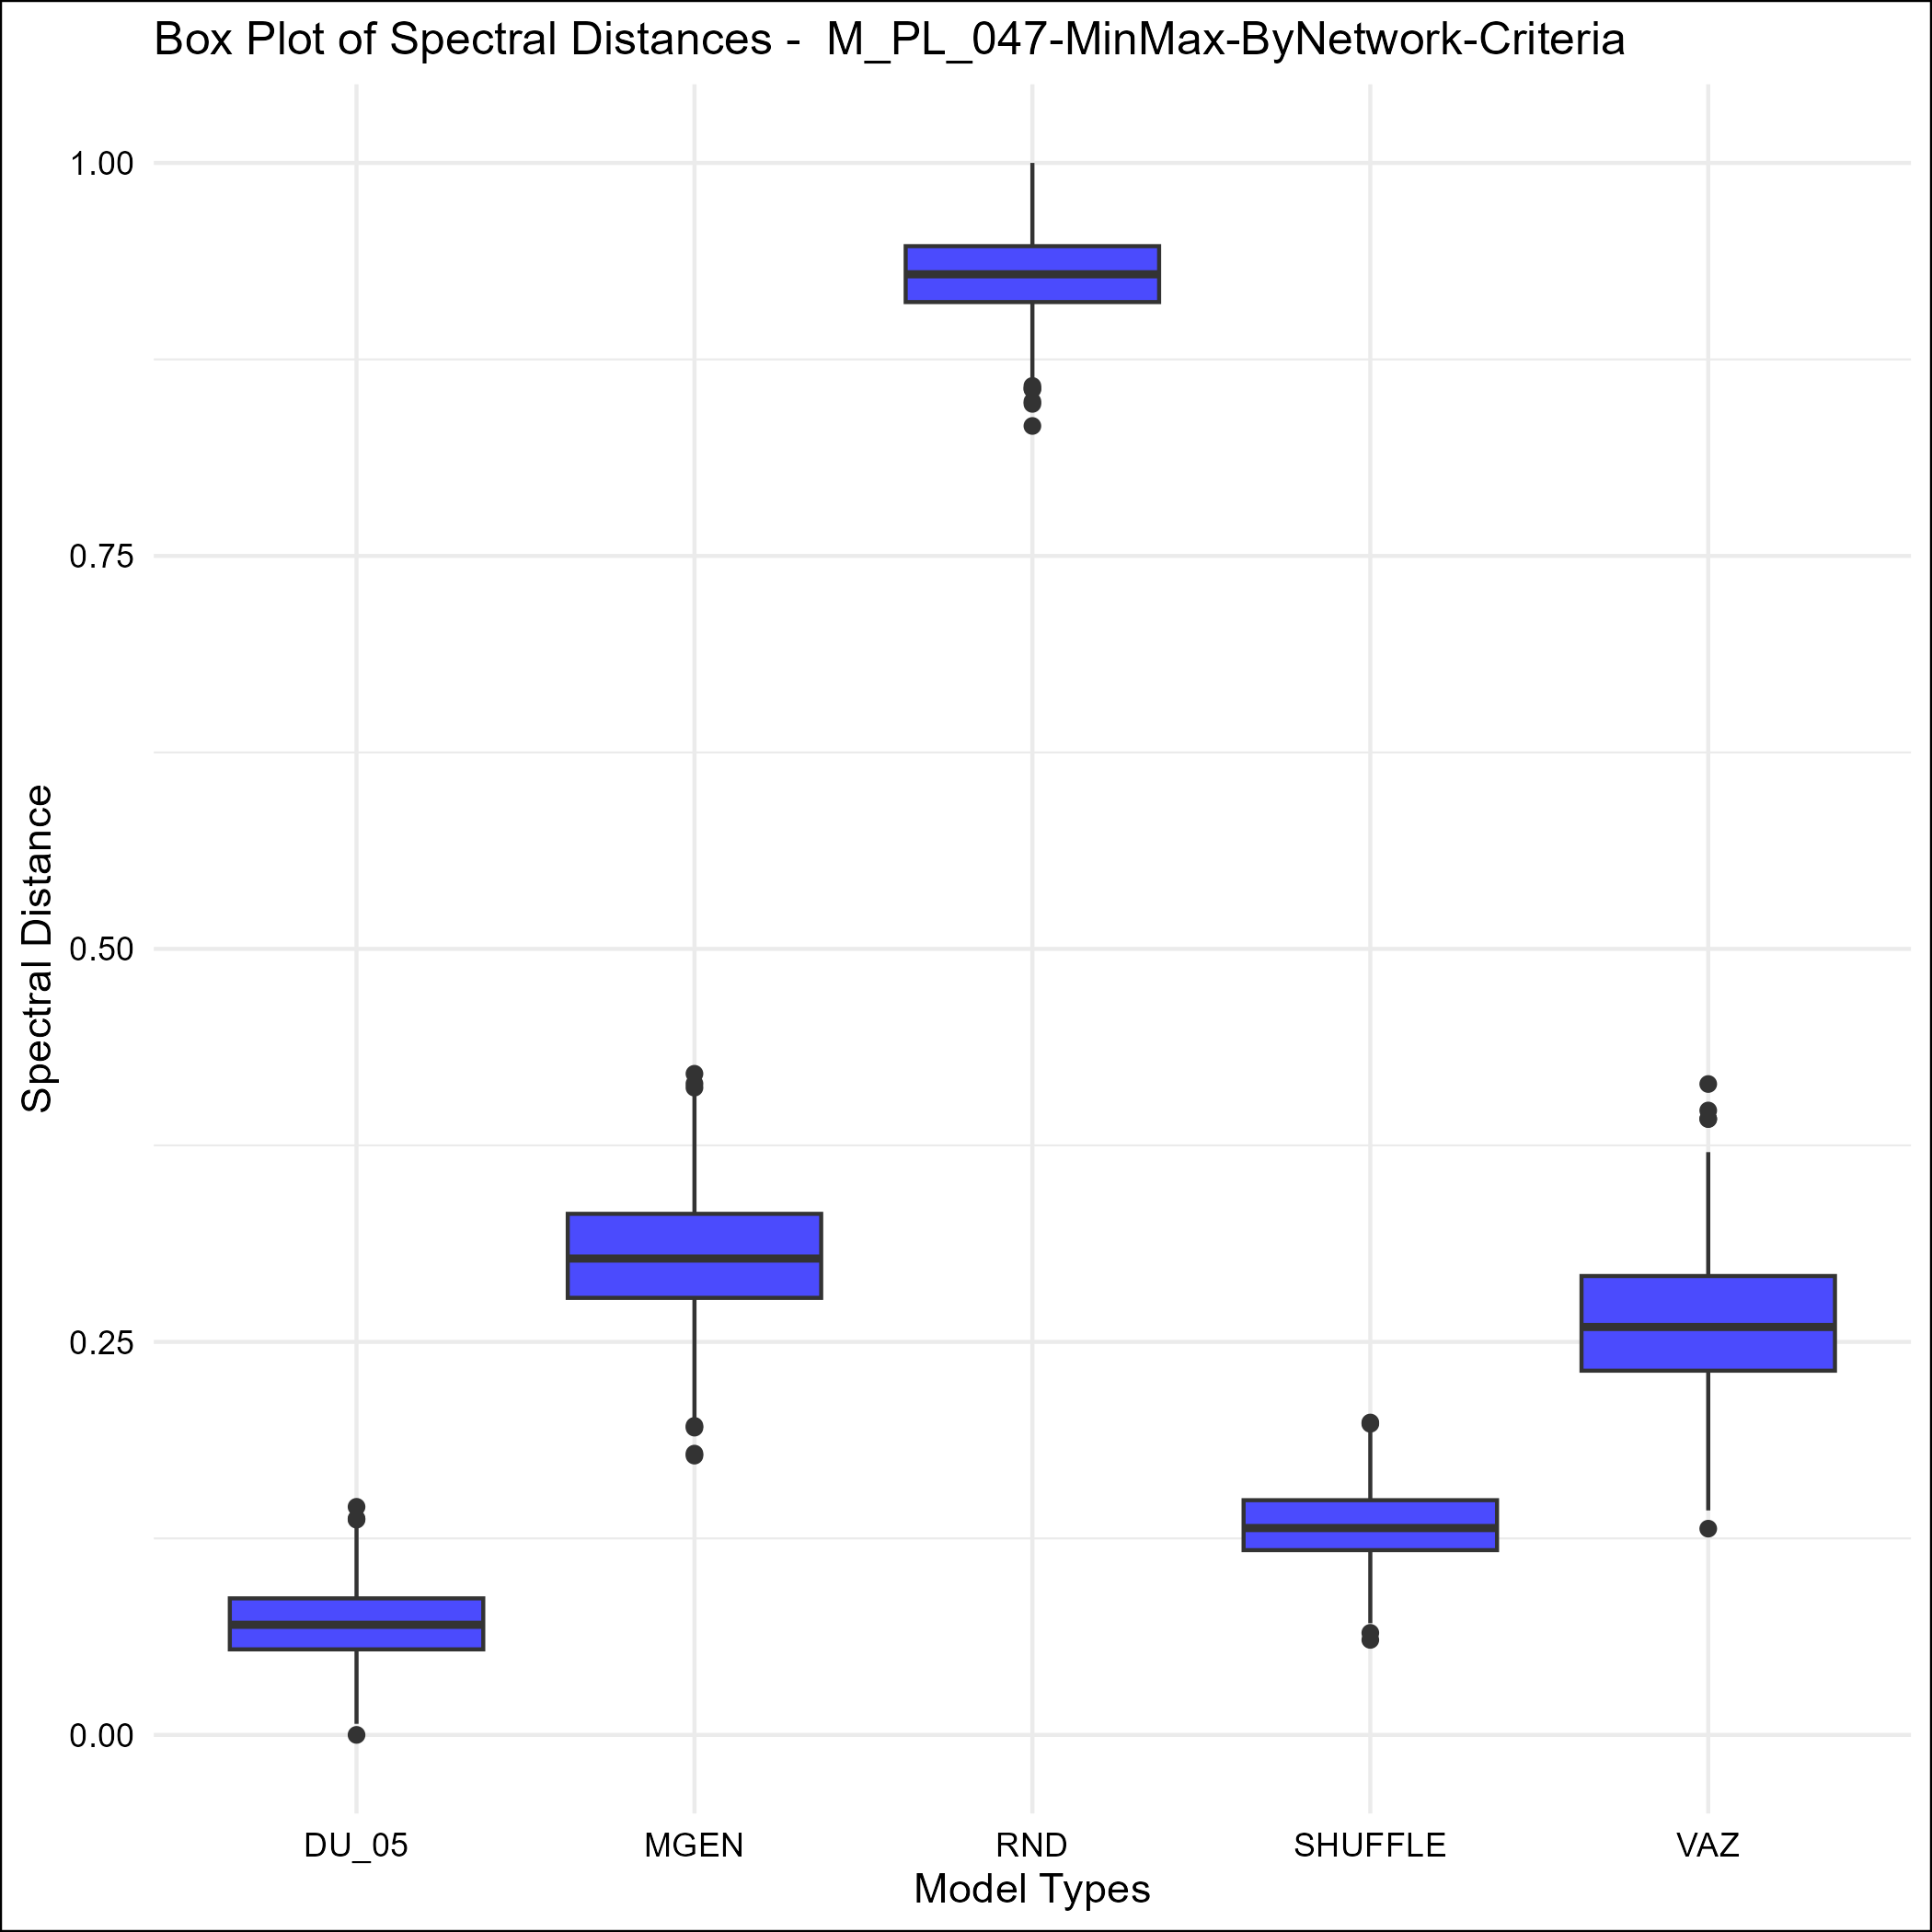 Box Plot of Spectral Distances -  M_PL_047-MinMax-ByNetwork-Criteria
1.00
0.75
0.50
0.25
0.00
Spectral Distance
DU_05 MGEN RND SHUFFLE VAZ
Model Types